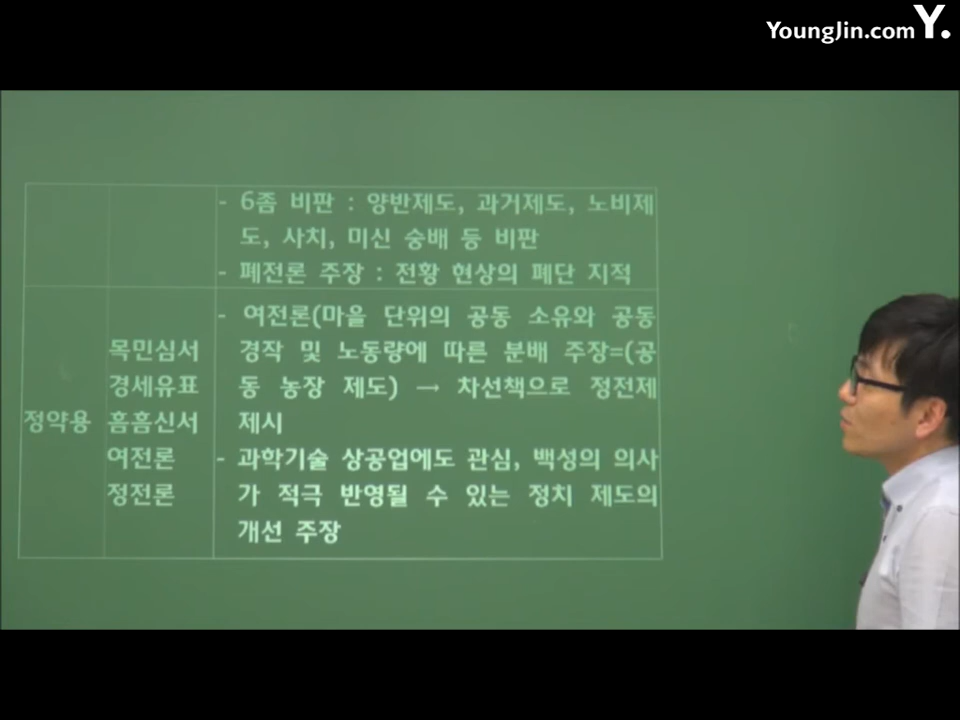 YoungJin.com Y.
- 6좀 비판 : 양반제도, 과거제도, 노비제
도, 사치, 미신 숭배 등 비판
- 폐전론 주장 : 전황 현상의 폐단 지적
정약용
목민심서
경세유표
흠흠신서
여전론
정전론
- 여전론(마을 단위의 공동 소유와 공동
경작 및 노동량에 따른 분배 주장=(공
동 농장 제도) → 차선책으로 정전제
제시
- 과학기술 상공업에도 관심, 백성의 의사
가 적극 반영될 수 있는 정치 제도의
개선 주장